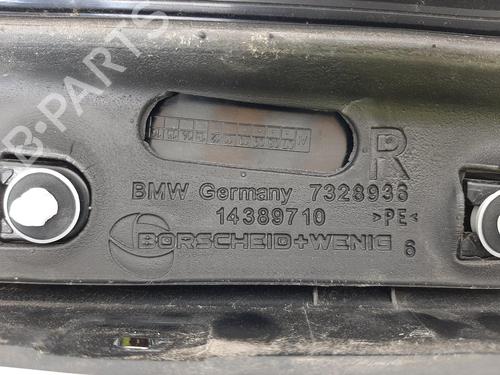 B-PARTS
R
BMW Germany 7328936
14389710 >PE<
BORSCHEID+WENIG 6